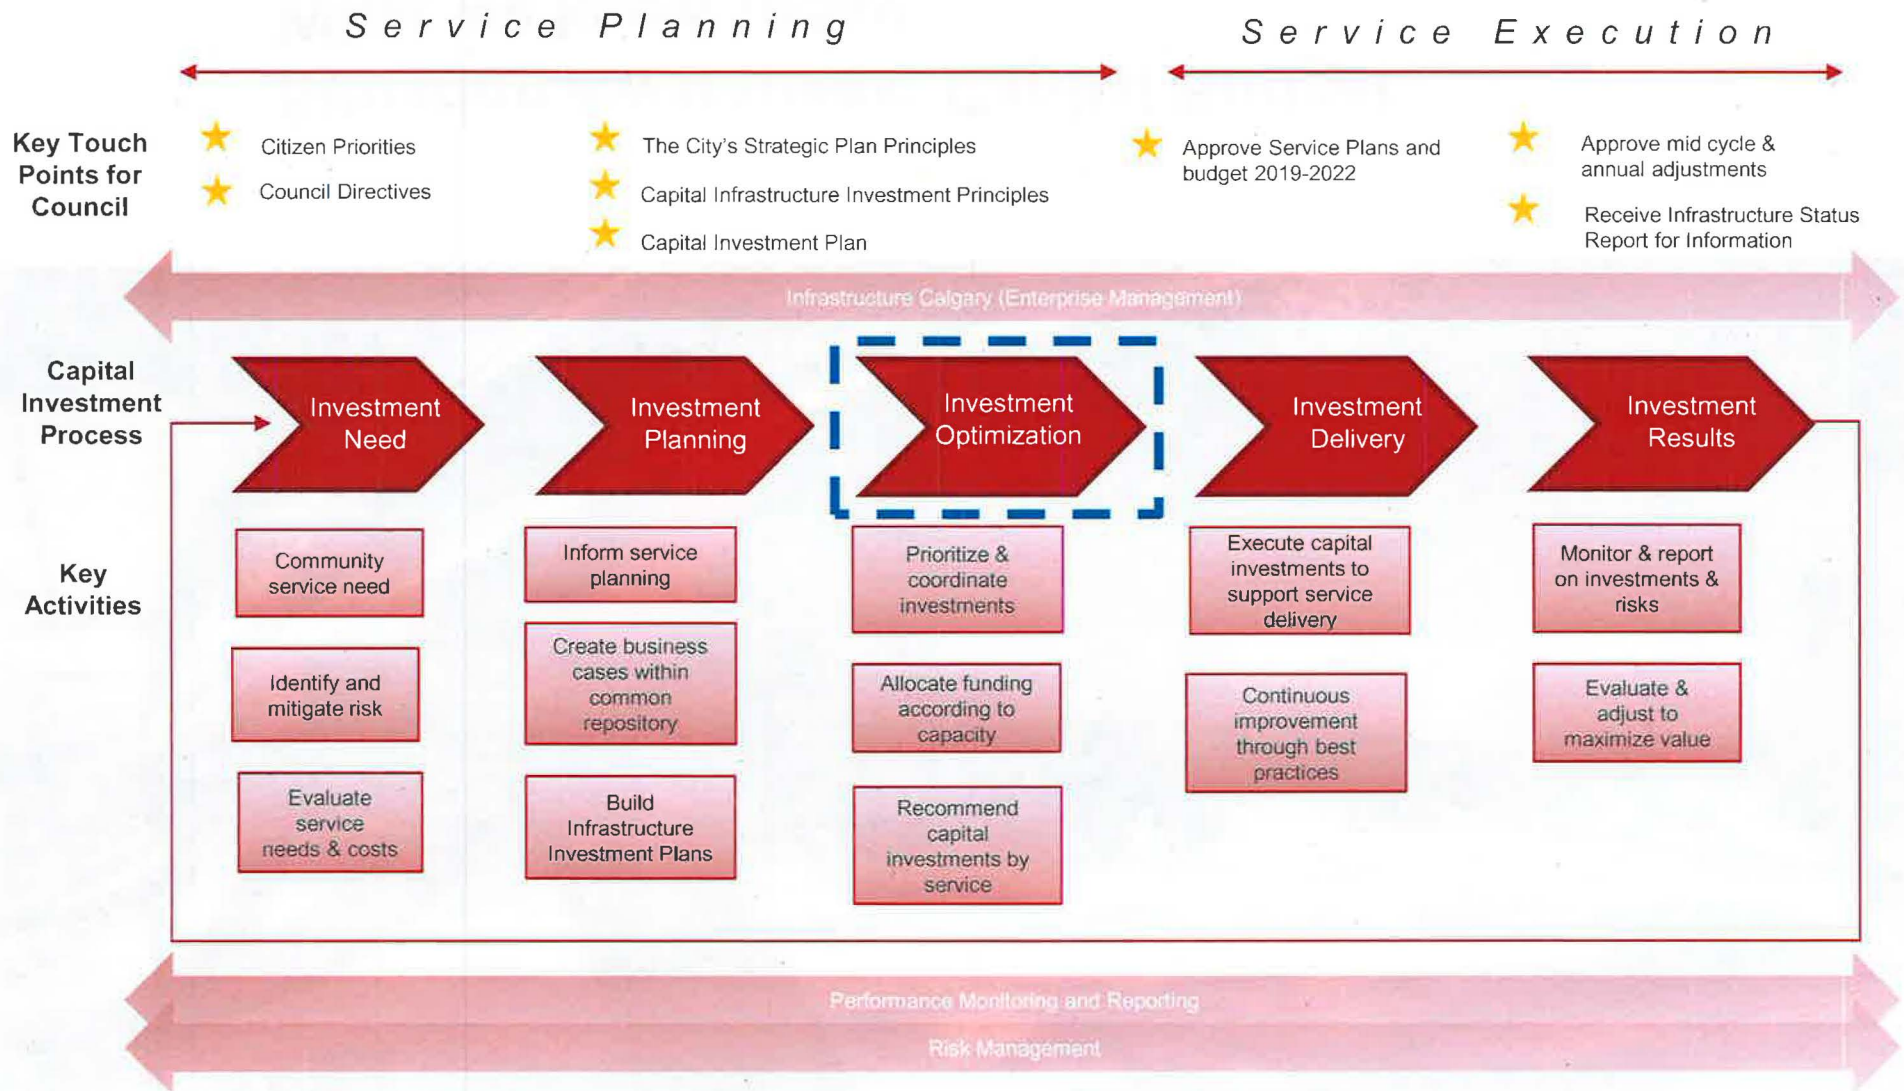 Service Planning
Service Execution
Key Touch
Points for
Council
Citizen Priorities
Council Directives
The City's Strategic Plan Principles
Capital Infrastructure Investment Principles
Capital Investment Plan
Approve Service Plans and
budget 2019-2022
Approve mid cycle &
annual adjustments
Receive Infrastructure Status
Report for Information
Infrastructure Calgary (Enterprise Management)
Capital
Investment
Process
Investment
Need
Investment
Planning
Investment
Optimization
Investment
Delivery
Investment
Results
Key
Activities
Community
service need
Identify and
mitigate risk
Evaluate
service
needs & costs
Inform service
planning
Create business
cases within
common
repository
Build
Infrastructure
Investment Plans
Prioritize &
coordinate
investments
Allocate funding
according to
capacity
Recommend
capital
investments by
service
Execute capital
investments to
support service
delivery
Continuous
improvement
through best
practices
Monitor & report
on investments &
risks
Evaluate &
adjust to
maximize value
Performance Monitoring and Reporting
Risk Management